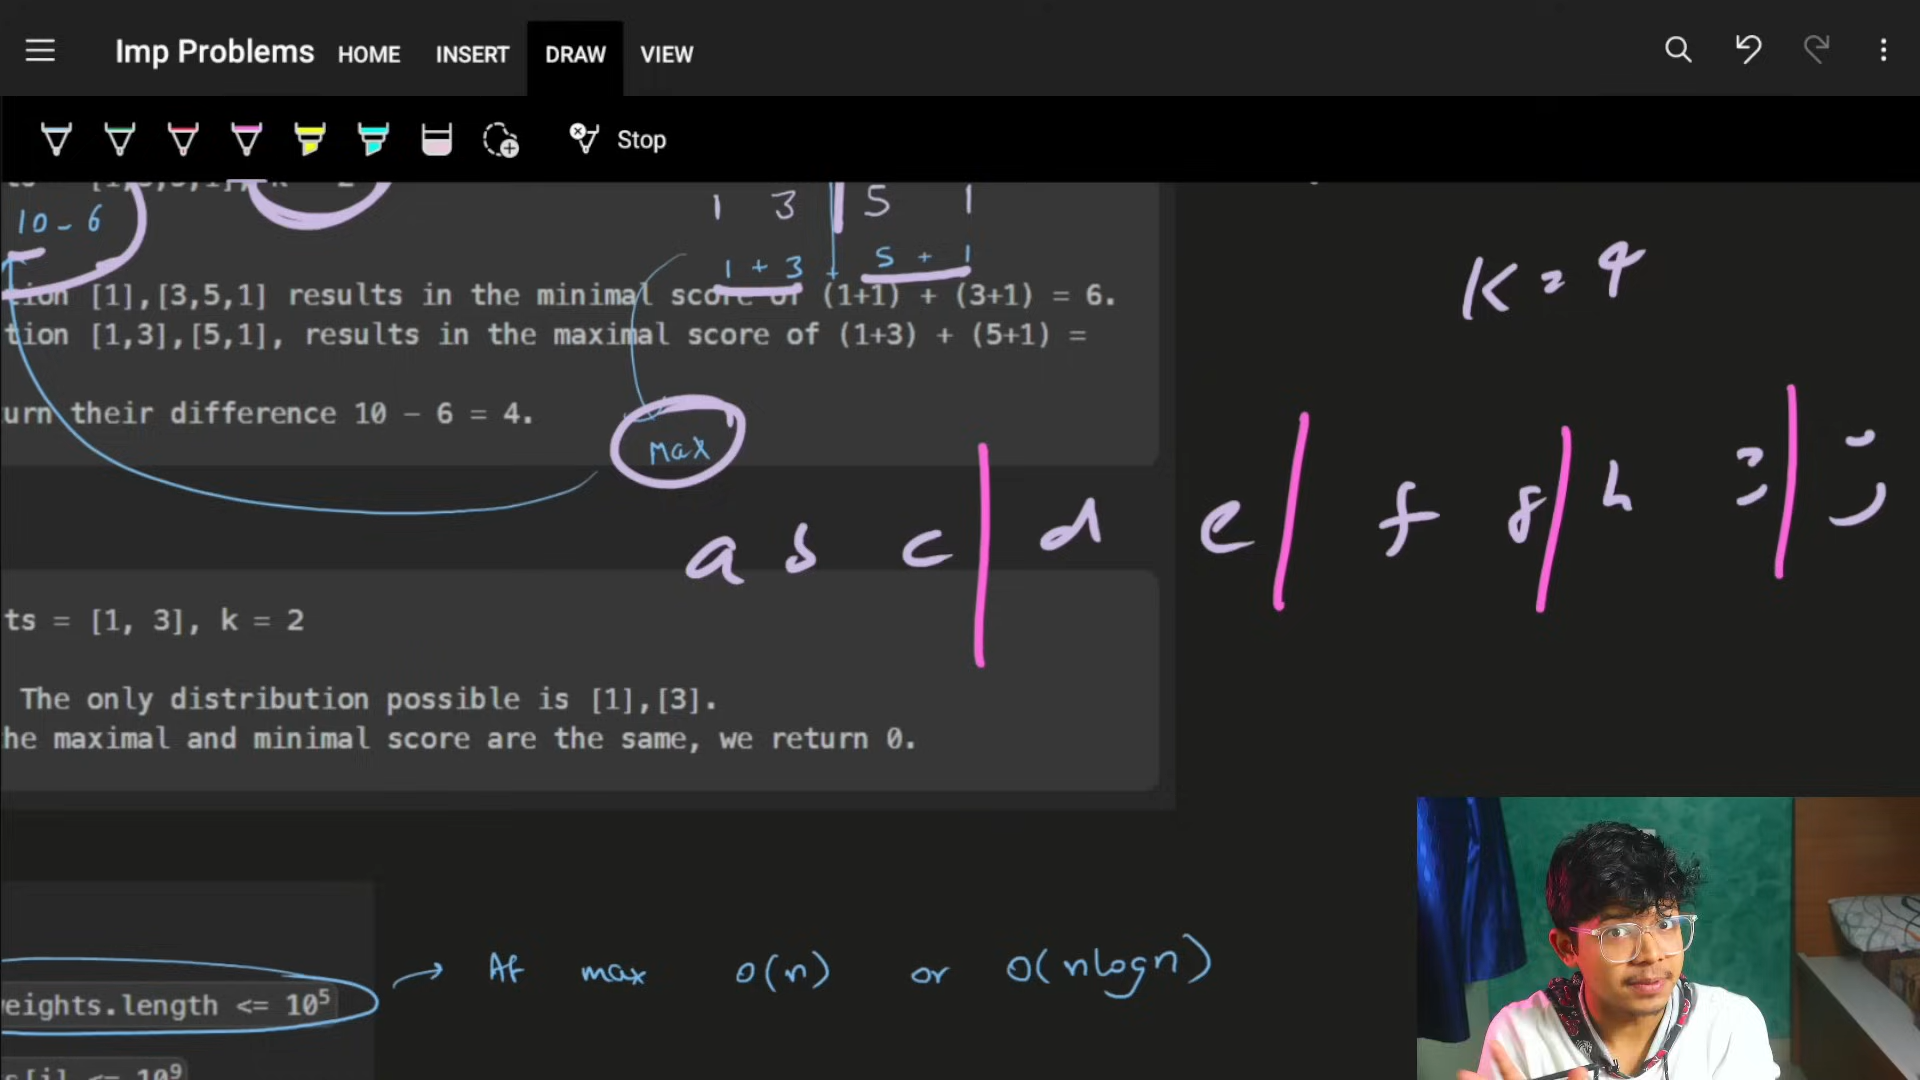 Imp Problems HOME INSERT DRAW VIEW
Stop
10 - 6
1 3 5 1
1 + 3 + 5 + 1
tion [1],[3,5,1] results in the minimal score of (1+1) + (3+1) = 6.
tion [1,3],[5,1], results in the maximal score of (1+3) + (5+1) =
urn their difference 10 - 6 = 4.
Max
K = 4
a b c d e f g h i j
ts = [1, 3], k = 2
The only distribution possible is [1],[3].
he maximal and minimal score are the same, we return 0.
weights.length <= 10⁵
At max O(n) or O(nlogn)
s[i] <= 10⁹